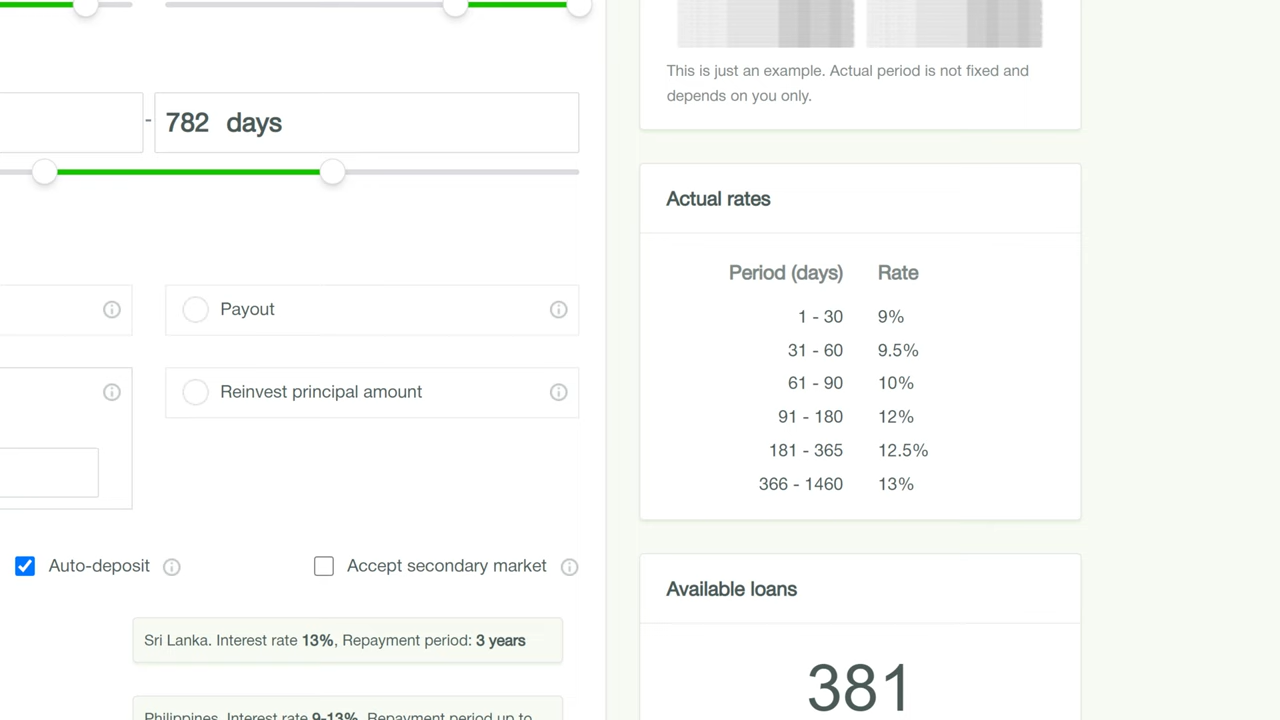 This is just an example. Actual period is not fixed and
depends on you only.
- 782 days
Actual rates
Period (days) Rate
1 - 30 9%
31 - 60 9.5%
61 - 90 10%
91 - 180 12%
181 - 365 12.5%
366 - 1460 13%
Payout
Reinvest principal amount
Auto-deposit
Accept secondary market
Sri Lanka. Interest rate 13%, Repayment period: 3 years
Philippines. Interest rate 9-13%, Repayment period up to
Available loans
381